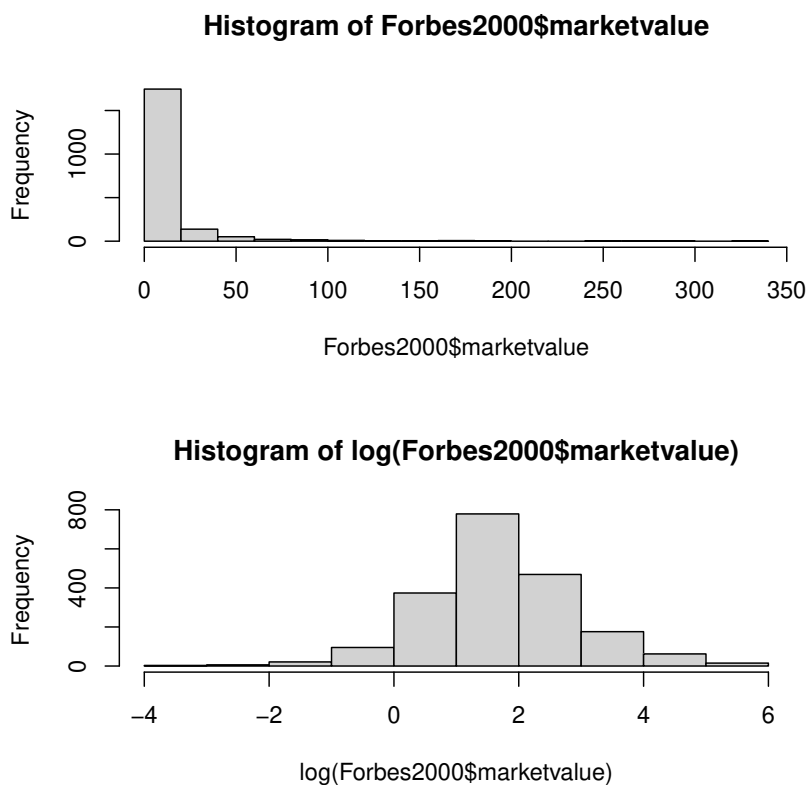 Histogram of Forbes2000$marketvalue
Frequency
1000
0
0 50 100 150 200 250 300 350
Forbes2000$marketvalue
Histogram of log(Forbes2000$marketvalue)
Frequency
800
400
0
−4 −2 0 2 4 6
log(Forbes2000$marketvalue)